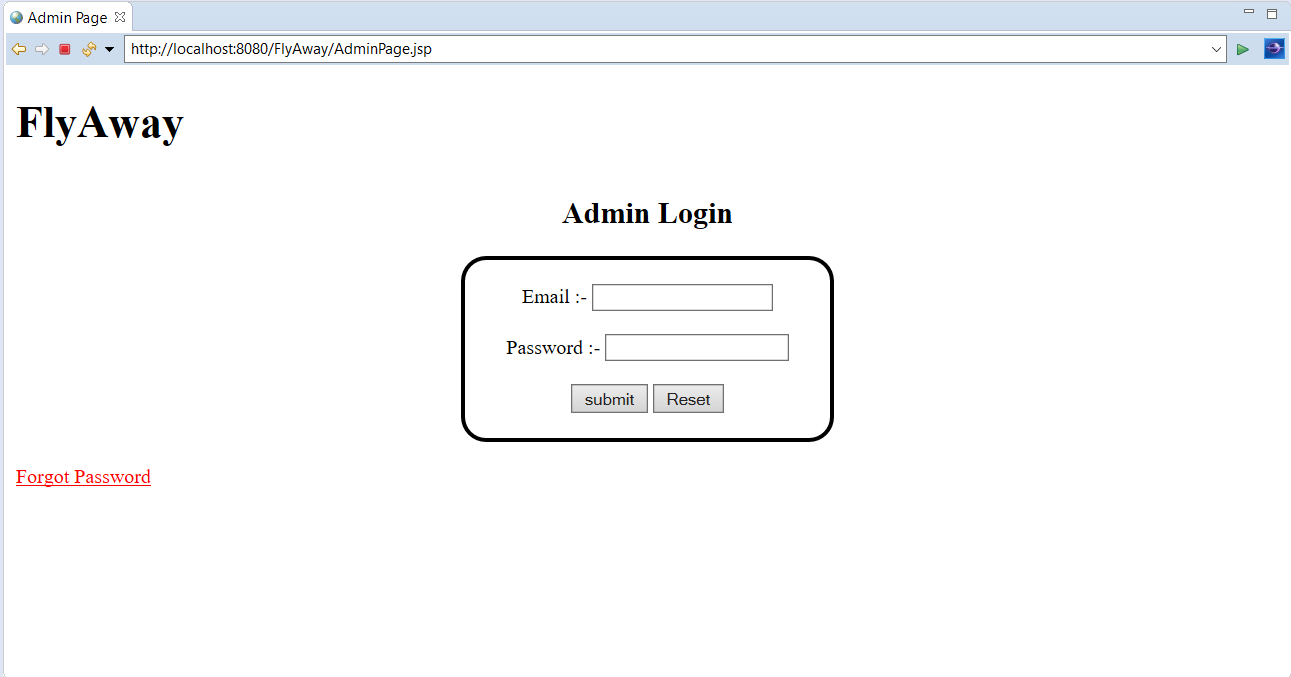 Admin Page
http://localhost:8080/FlyAway/AdminPage.jsp
FlyAway
Admin Login
Email :-
Password :-
submit Reset
Forgot Password